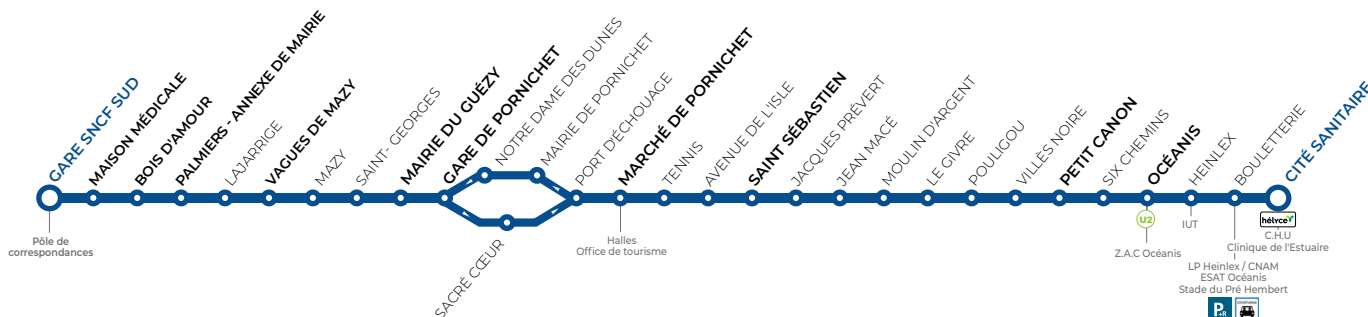 GARE SNCF SUD
MAISON MÉDICALE
BOIS D'AMOUR
PALMIERS - ANNEXE DE MAIRIE
LAJARRIGE
VAGUES DE MAZY
MAZY
SAINT- GEORGES
MAIRIE DU GUÉZY
GARE DE PORNICHET
NOTRE DAME DES DUNES
MAIRIE DE PORNICHET
SACRÉ CŒUR
PORT D'ÉCHOUAGE
MARCHÉ DE PORNICHET
TENNIS
AVENUE DE L'ISLE
SAINT SÉBASTIEN
JACQUES PRÉVERT
JEAN MACÉ
MOULIN D'ARGENT
LE GIVRE
POULIGOU
VILLÈS NOIRE
PETIT CANON
SIX CHEMINS
OCÉANIS
HEINLEX
BOULETTERIE
CITÉ SANITAIRE
Pôle de
correspondances
Halles
Office de tourisme
U2
Z.A.C Océanis
IUT
LP Heinlex / CNAM
ESAT Océanis
Stade du Pré Hembert
P+R
hélyce
C.H.U
Clinique de l'Estuaire